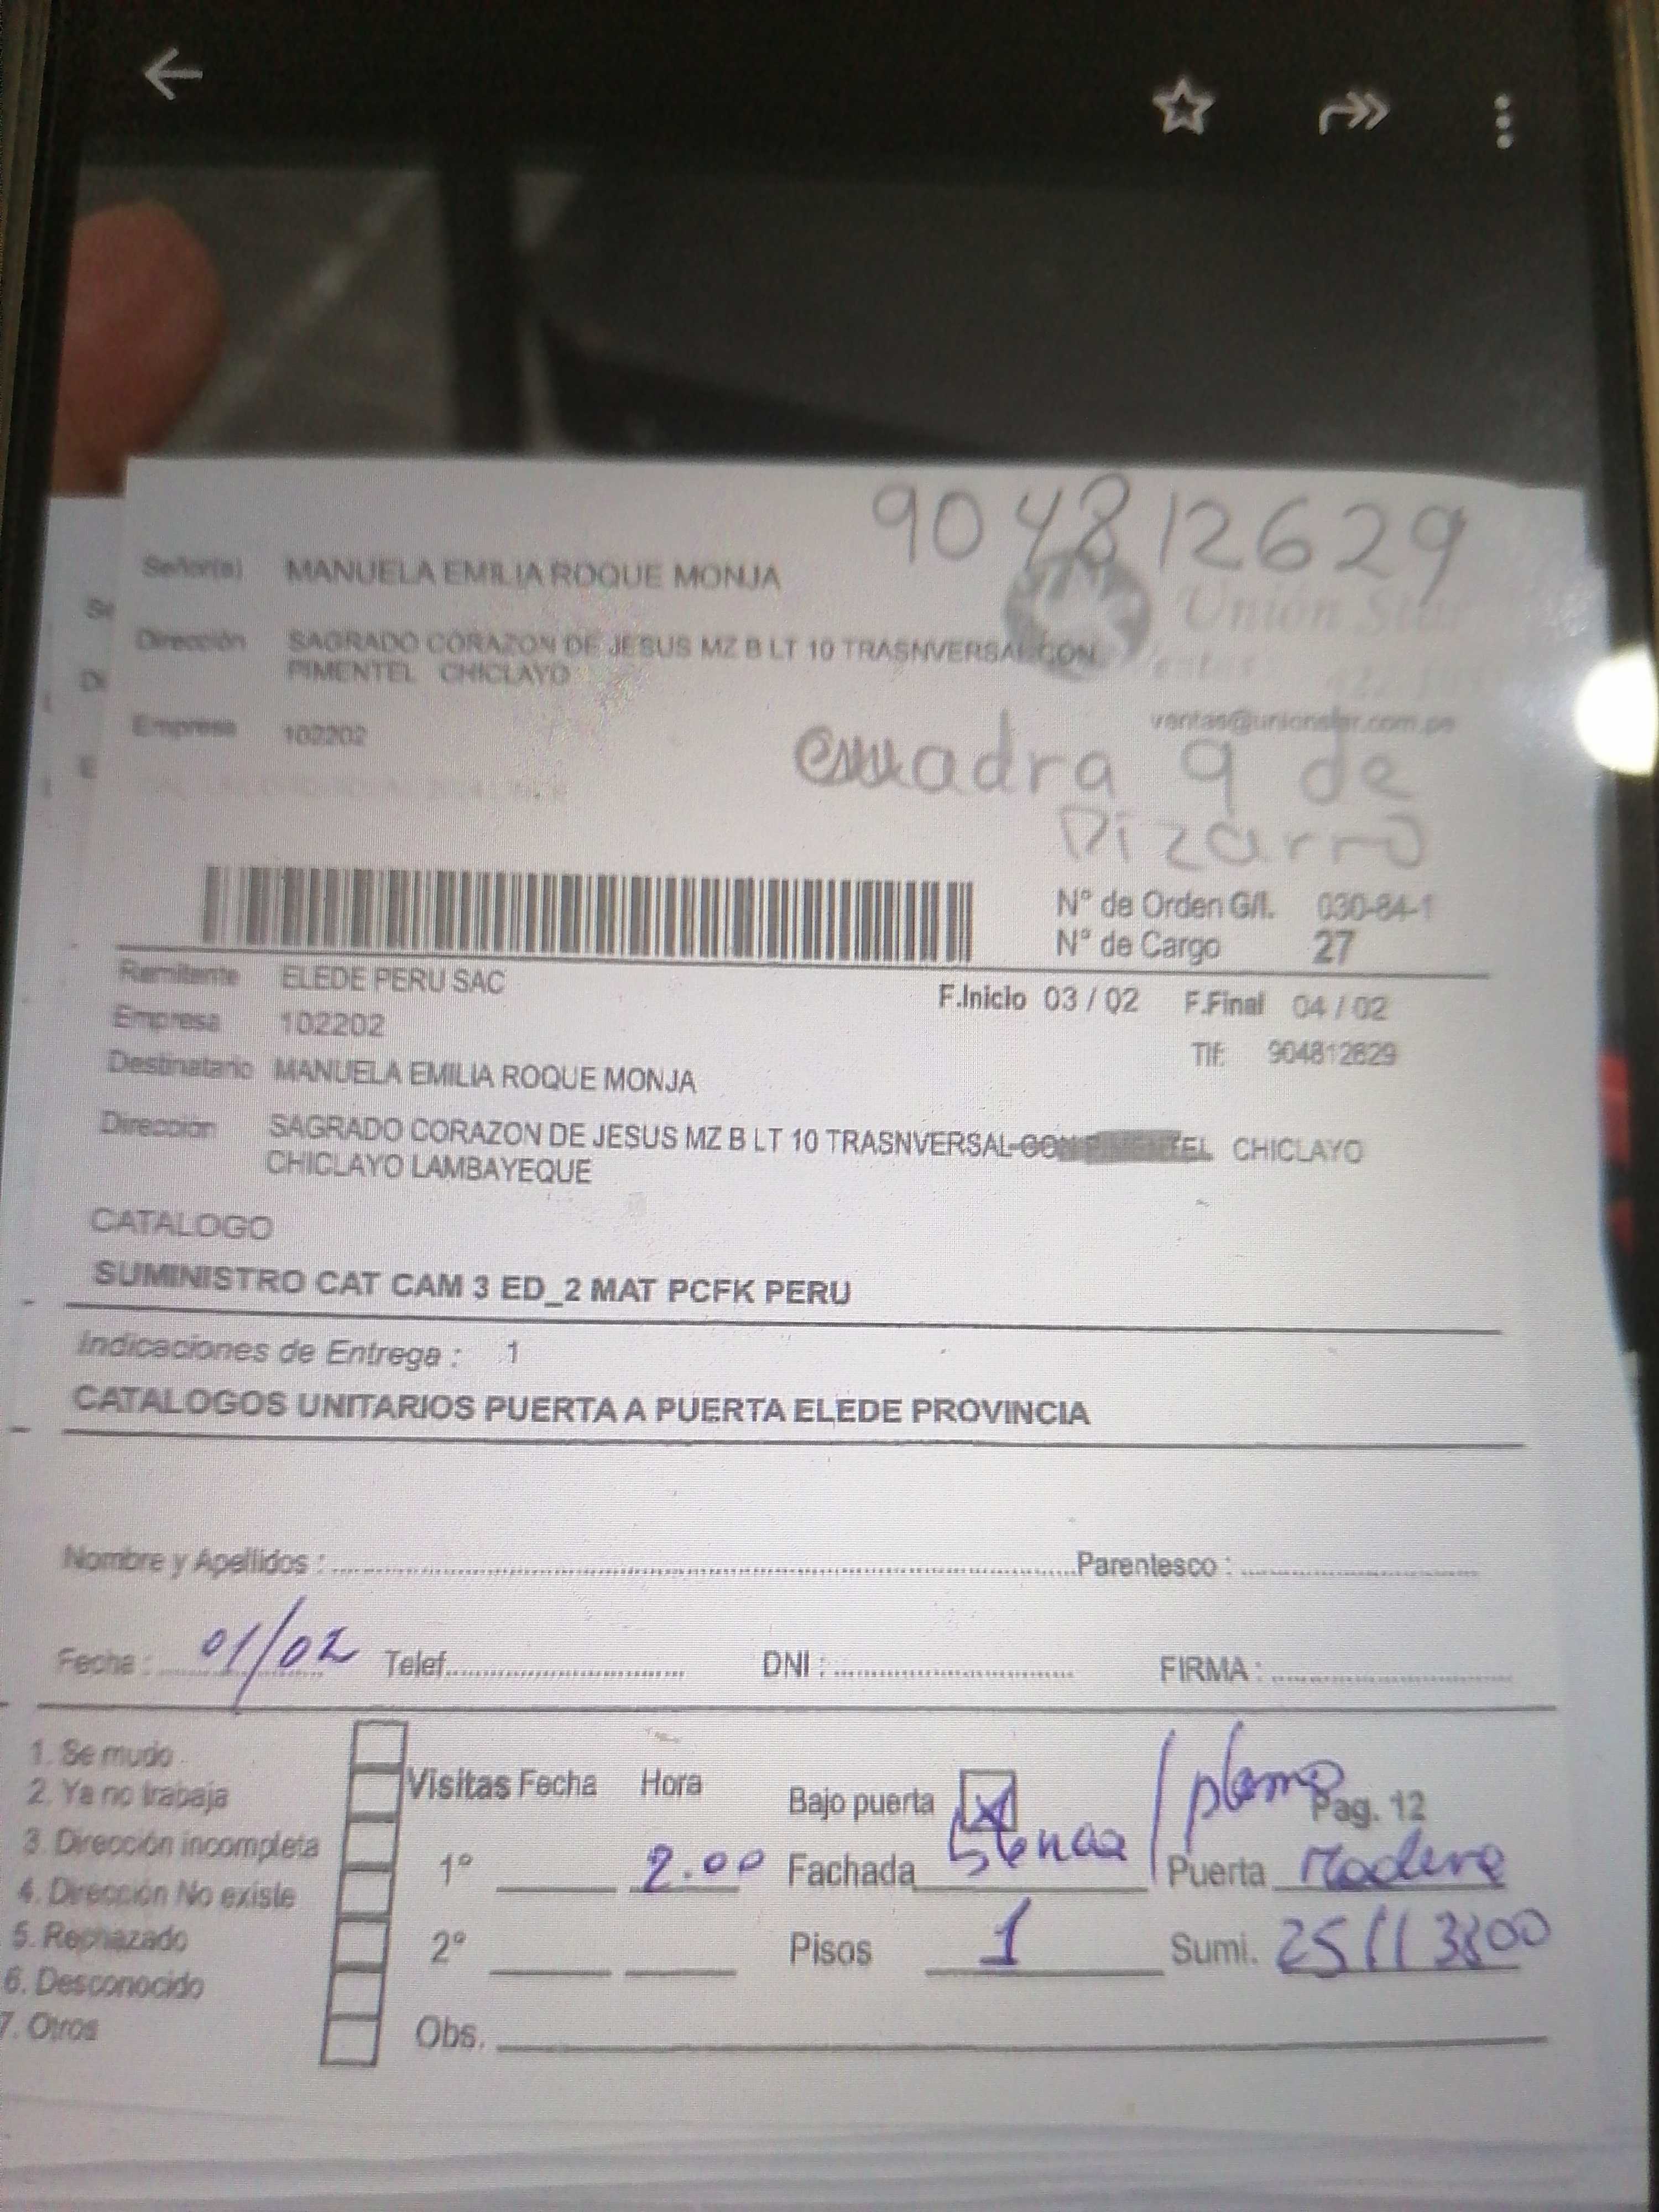 904812629
Señor(a) MANUELA EMILIA ROQUE MONJA
Unión Star
Dirección SAGRADO CORAZON DE JESUS MZ B LT 10 TRASNVERSAL CON
PIMENTEL CHICLAYO
ventas@unionstar.com.pe
Empresa 102202
cuadra 9 de
Pizarro
N° de Orden G/I. 030-84-1
N° de Cargo 27
Remitente ELEDE PERU SAC
F.Inicio 03 / 02 F.Final 04 / 02
Empresa 102202
Tlf: 904812629
Destinatario MANUELA EMILIA ROQUE MONJA
Dirección SAGRADO CORAZON DE JESUS MZ B LT 10 TRASNVERSAL CON PIMENTEL CHICLAYO
CHICLAYO LAMBAYEQUE
CATALOGO
SUMINISTRO CAT CAM 3 ED_2 MAT PCFK PERU
Indicaciones de Entrega : 1
CATALOGOS UNITARIOS PUERTA A PUERTA ELEDE PROVINCIA
Nombre y Apellidos : Parentesco :
Fecha : 01/02 Telef. DNI : FIRMA :
1. Se mudo
2. Ya no trabaja
3. Dirección incompleta
4. Dirección No existe
5. Rechazado
6. Desconocido
7. Otros
Visitas Fecha Hora
Bajo puerta Pag. 12
1° 2.00 Fachada Puerta Madera
2° Pisos 1 Sumi. 25113800
Obs.